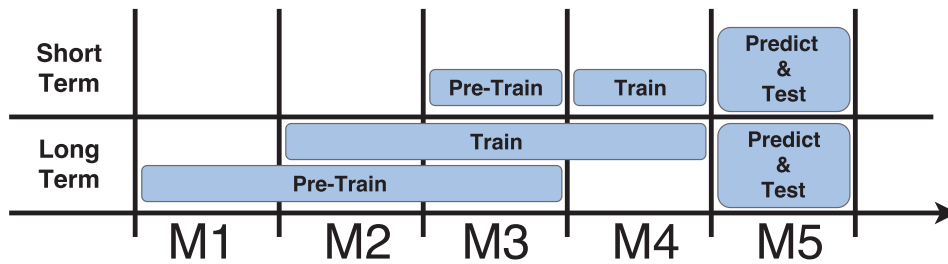 Short
Term
Pre-Train
Train
Predict
&
Test
Long
Term
Train
Pre-Train
Predict
&
Test
M1
M2
M3
M4
M5